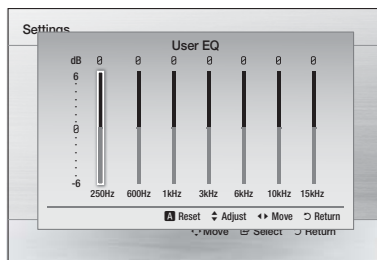 Settings
User EQ
dB 0 0 0 0 0 0 0
6
0
-6
250Hz 600Hz 1kHz 3kHz 6kHz 10kHz 15kHz
A Reset Adjust Move Return
Move Select Return